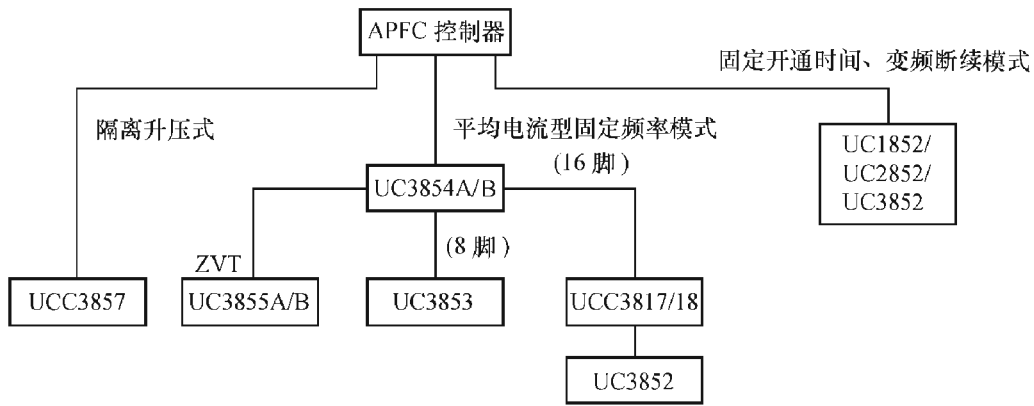 APFC 控制器
固定开通时间、变频断续模式
隔离升压式
平均电流型固定频率模式
(16 脚)
UC1852/
UC2852/
UC3852
UC3854A/B
ZVT
(8 脚)
UCC3857
UC3855A/B
UC3853
UCC3817/18
UC3852